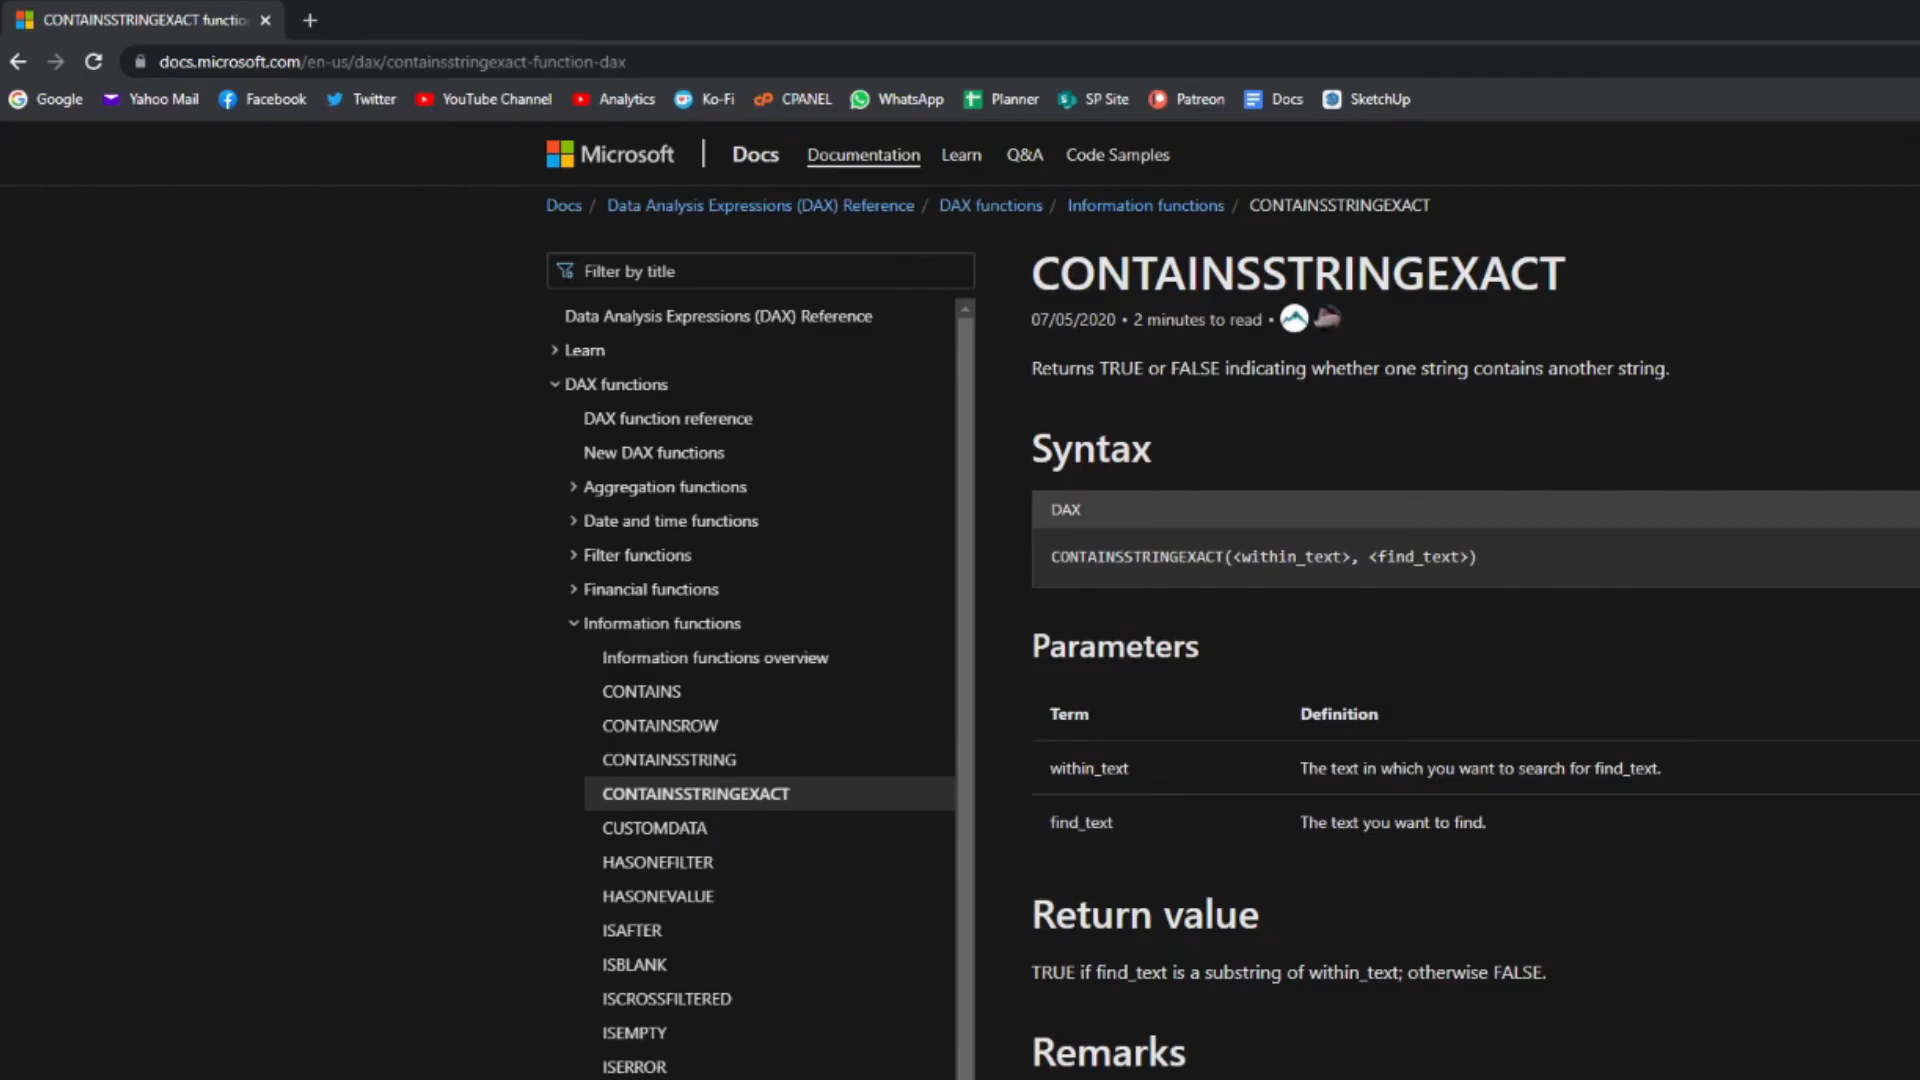 CONTAINSSTRINGEXACT functio
docs.microsoft.com/en-us/dax/containsstringexact-function-dax
Google Yahoo Mail Facebook Twitter YouTube Channel Analytics Ko-Fi CPANEL WhatsApp Planner SP Site Patreon Docs SketchUp
Microsoft Docs Documentation Learn Q&A Code Samples
Docs / Data Analysis Expressions (DAX) Reference / DAX functions / Information functions / CONTAINSSTRINGEXACT
Filter by title
Data Analysis Expressions (DAX) Reference
Learn
DAX functions
DAX function reference
New DAX functions
Aggregation functions
Date and time functions
Filter functions
Financial functions
Information functions
Information functions overview
CONTAINS
CONTAINSROW
CONTAINSSTRING
CONTAINSSTRINGEXACT
CUSTOMDATA
HASONEFILTER
HASONEVALUE
ISAFTER
ISBLANK
ISCROSSFILTERED
ISEMPTY
ISERROR
CONTAINSSTRINGEXACT
07/05/2020 • 2 minutes to read •
Returns TRUE or FALSE indicating whether one string contains another string.
Syntax
DAX
CONTAINSSTRINGEXACT(<within_text>, <find_text>)
Parameters
Term Definition
within_text The text in which you want to search for find_text.
find_text The text you want to find.
Return value
TRUE if find_text is a substring of within_text; otherwise FALSE.
Remarks